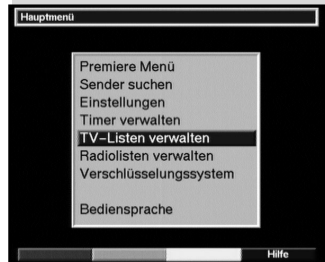 Hauptmenü
Premiere Menü
Sender suchen
Einstellungen
Timer verwalten
TV-Listen verwalten
Radiolisten verwalten
Verschlüsselungssystem
Bediensprache
Hilfe